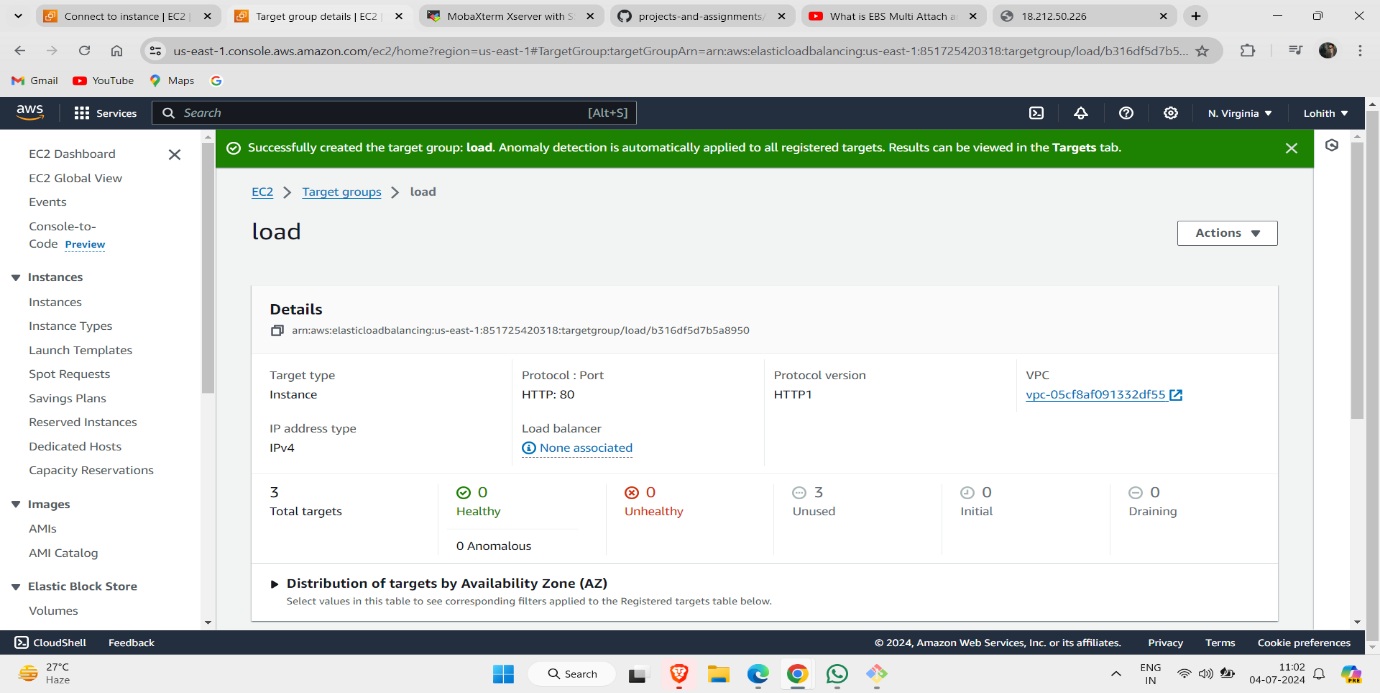 Connect to instance | EC2
Target group details | EC2
MobaXterm Xserver with S
projects-and-assignments/
What is EBS Multi Attach a
18.212.50.226
us-east-1.console.aws.amazon.com/ec2/home?region=us-east-1#TargetGroup:targetGroupArn=arn:aws:elasticloadbalancing:us-east-1:851725420318:targetgroup/load/b316df5d7b5...
Gmail YouTube Maps
aws Services Search [Alt+S] N. Virginia Lohith
EC2 Dashboard
EC2 Global View
Events
Console-to-
Code Preview
Instances
Instances
Instance Types
Launch Templates
Spot Requests
Savings Plans
Reserved Instances
Dedicated Hosts
Capacity Reservations
Images
AMIs
AMI Catalog
Elastic Block Store
Volumes
Successfully created the target group: load. Anomaly detection is automatically applied to all registered targets. Results can be viewed in the Targets tab.
EC2 Target groups load
load
Actions
Details
arn:aws:elasticloadbalancing:us-east-1:851725420318:targetgroup/load/b316df5d7b5a8950
Target type
Instance
Protocol : Port
HTTP: 80
Protocol version
HTTP1
VPC
vpc-05cf8af091332df55
IP address type
IPv4
Load balancer
None associated
3
Total targets
0
Healthy
0 Anomalous
0
Unhealthy
3
Unused
0
Initial
0
Draining
Distribution of targets by Availability Zone (AZ)
Select values in this table to see corresponding filters applied to the Registered targets table below.
CloudShell Feedback © 2024, Amazon Web Services, Inc. or its affiliates. Privacy Terms Cookie preferences
27°C
Haze
Search
ENG
IN
11:02
04-07-2024
PRE